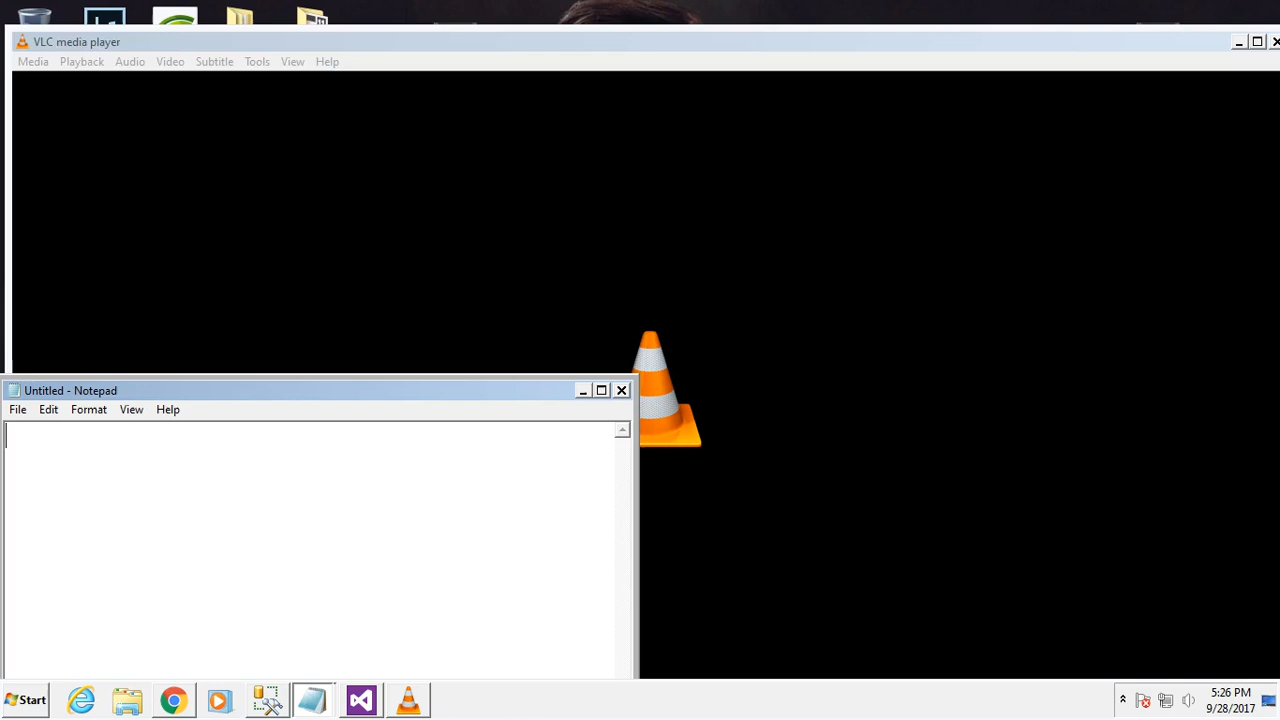 VLC media player
Media Playback Audio Video Subtitle Tools View Help
Untitled - Notepad
File Edit Format View Help
Start
5:26 PM
9/28/2017